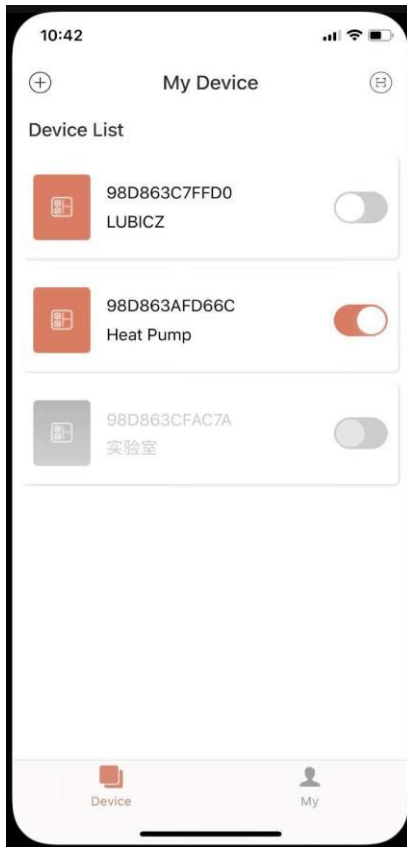 10:42
My Device
Device List
98D863C7FFD0
LUBICZ
98D863AFD66C
Heat Pump
98D863CFAC7A
实验室
Device
My